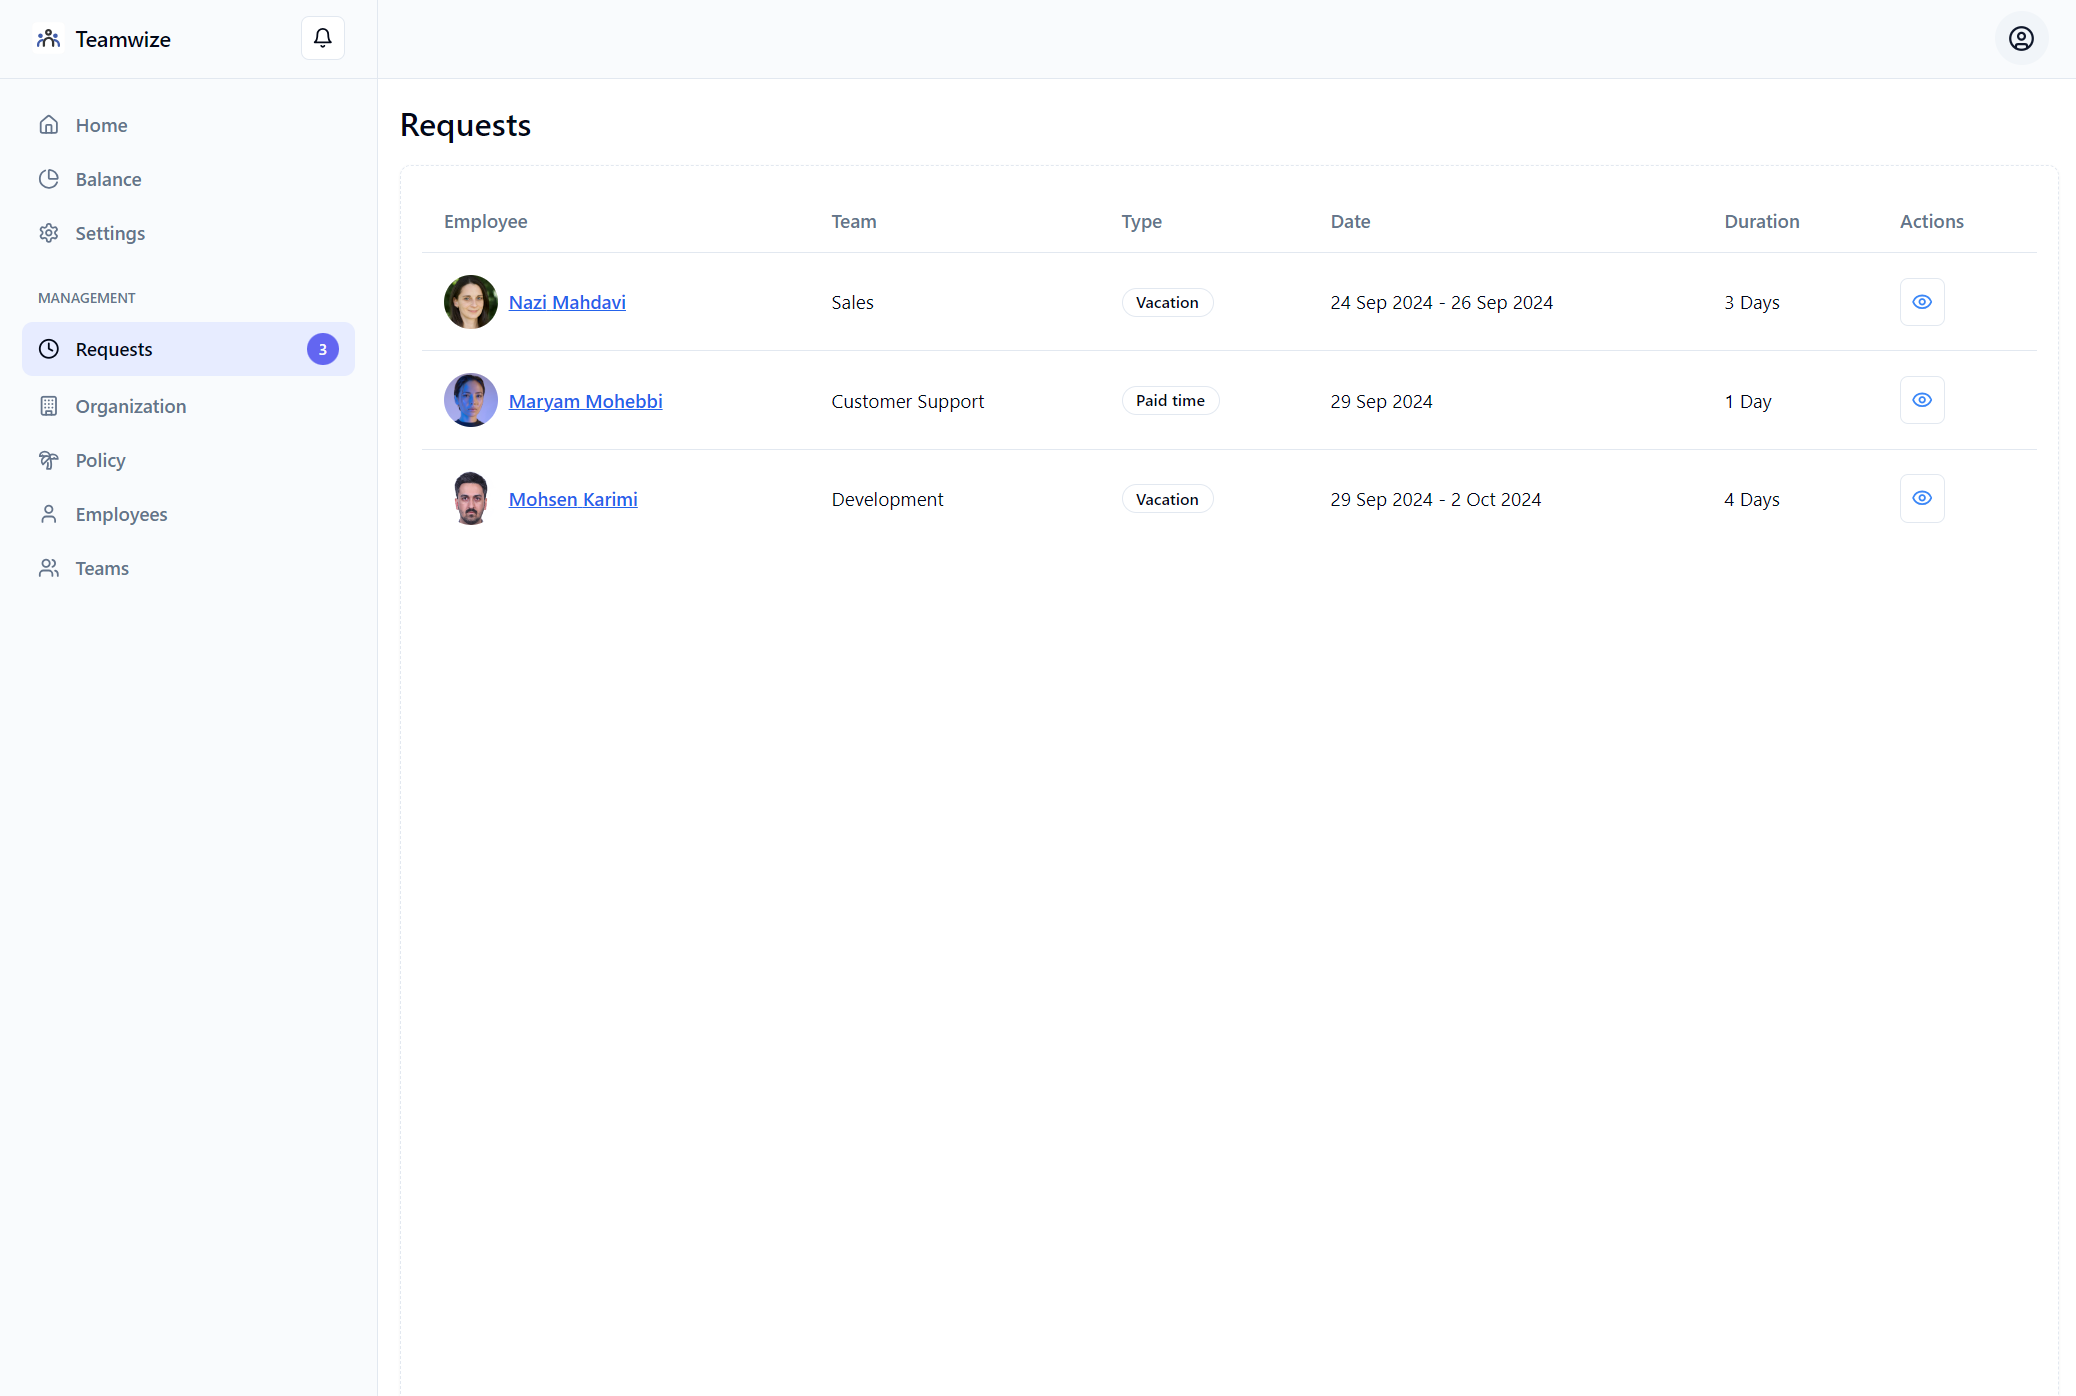 Teamwize
Home
Balance
Settings
MANAGEMENT
Requests 3
Organization
Policy
Employees
Teams
Requests
Employee Team Type Date Duration Actions
Nazi Mahdavi Sales Vacation 24 Sep 2024 - 26 Sep 2024 3 Days
Maryam Mohebbi Customer Support Paid time 29 Sep 2024 1 Day
Mohsen Karimi Development Vacation 29 Sep 2024 - 2 Oct 2024 4 Days